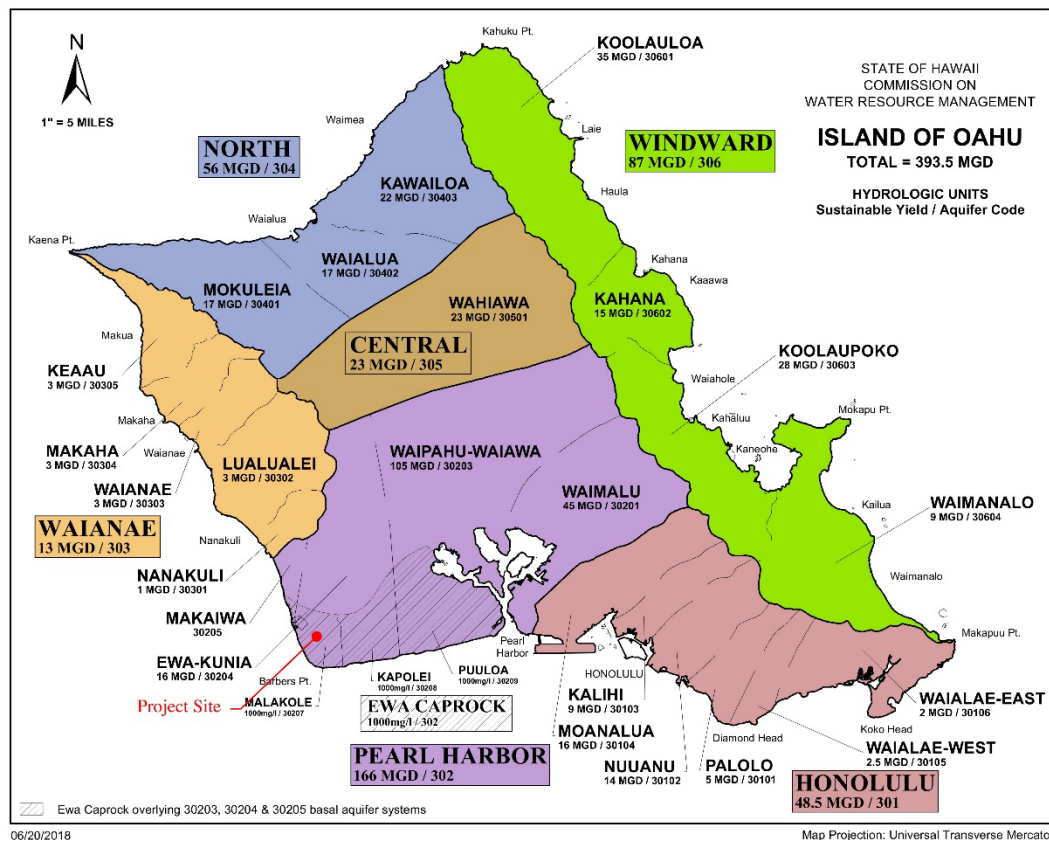 Kahuku Pt.
KOOLAULOA
35 MGD / 30601
N
1" = 5 MILES
STATE OF HAWAII
COMMISSION ON
WATER RESOURCE MANAGEMENT
ISLAND OF OAHU
TOTAL = 393.5 MGD
HYDROLOGIC UNITS
Sustainable Yield / Aquifer Code
Waimea
Laie
NORTH
56 MGD / 304
WINDWARD
87 MGD / 306
KAWAILOA
22 MGD / 30403
Haula
Waialua
Kaena Pt.
WAIALUA
17 MGD / 30402
Kahana
Kaaawa
MOKULEIA
17 MGD / 30401
WAHIAWA
23 MGD / 30501
KAHANA
15 MGD / 30602
Makua
CENTRAL
23 MGD / 305
KOOLAUPOKO
28 MGD / 30603
KEAAU
3 MGD / 30305
Waiahole
Makaha
Kahaluu
Mokapu Pt.
MAKAHA
3 MGD / 30304
Waianae
Kaneohe
LUALUALEI
3 MGD / 30302
WAIPAHU-WAIAWA
105 MGD / 30203
WAIANAE
3 MGD / 30303
WAIMALU
45 MGD / 30201
Kailua
WAIMANALO
9 MGD / 30604
WAIANAE
13 MGD / 303
Nanakuli
NANAKULI
1 MGD / 30301
Waimanalo
MAKAIWA
30205
Makapuu Pt.
Pearl
Harbor
EWA-KUNIA
16 MGD / 30204
Barbers Pt.
PUULOA
1000mg/l / 30209
KAPOLEI
1000mg/l / 30208
HONOLULU
Project Site
MALAKOLE
1000mg/l / 30207
KALIHI
9 MGD / 30103
WAIALAE-EAST
2 MGD / 30106
EWA CAPROCK
1000mg/l / 302
MOANALUA
16 MGD / 30104
Diamond Head
Koko Head
WAIALAE-WEST
2.5 MGD / 30105
PEARL HARBOR
166 MGD / 302
NUUANU
14 MGD / 30102
PALOLO
5 MGD / 30101
HONOLULU
48.5 MGD / 301
Ewa Caprock overlying 30203, 30204 & 30205 basal aquifer systems
06/20/2018
Map Projection: Universal Transverse Mercato